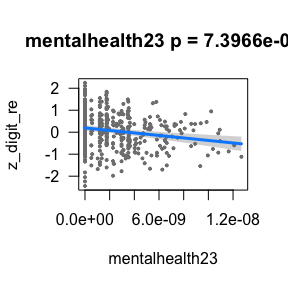 mentalhealth23 p = 7.3966e-0
z_digit_re
2
1
0
-1
-2
0.0e+00 6.0e-09 1.2e-08
mentalhealth23